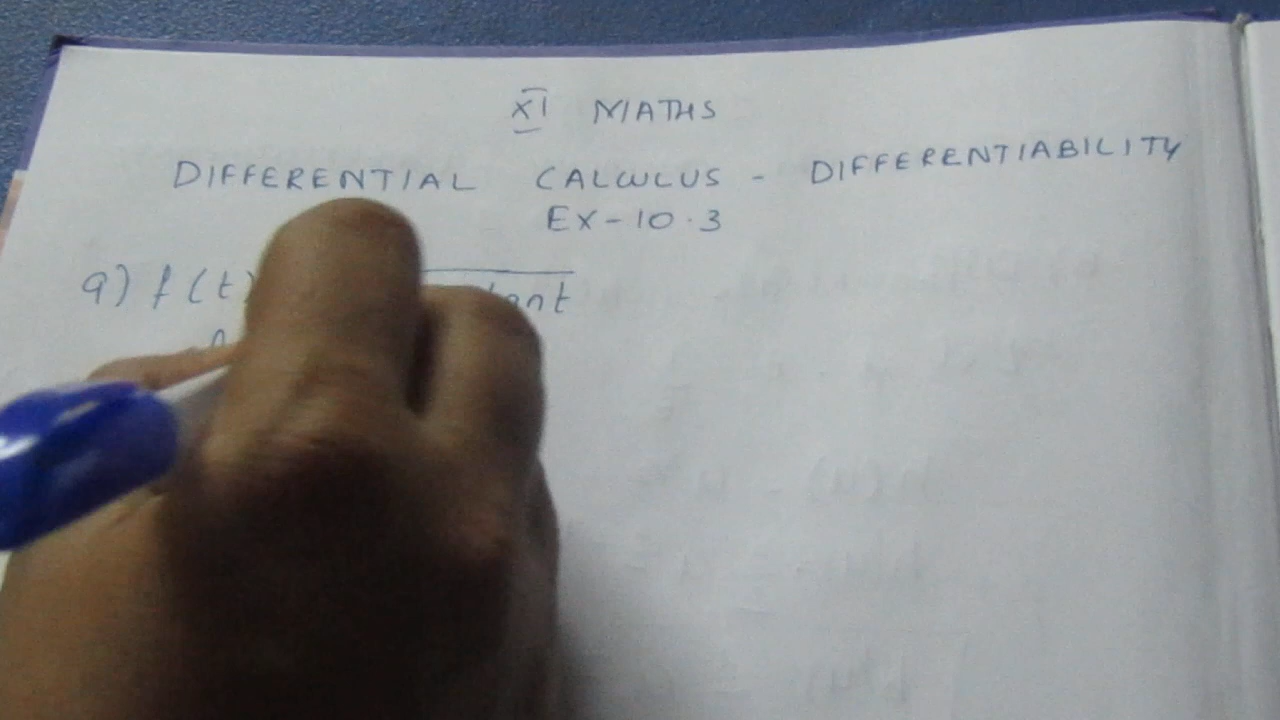 XI MATHS
DIFFERENTIAL CALCULUS - DIFFERENTIABILITY
EX-10.3
9) f(t)